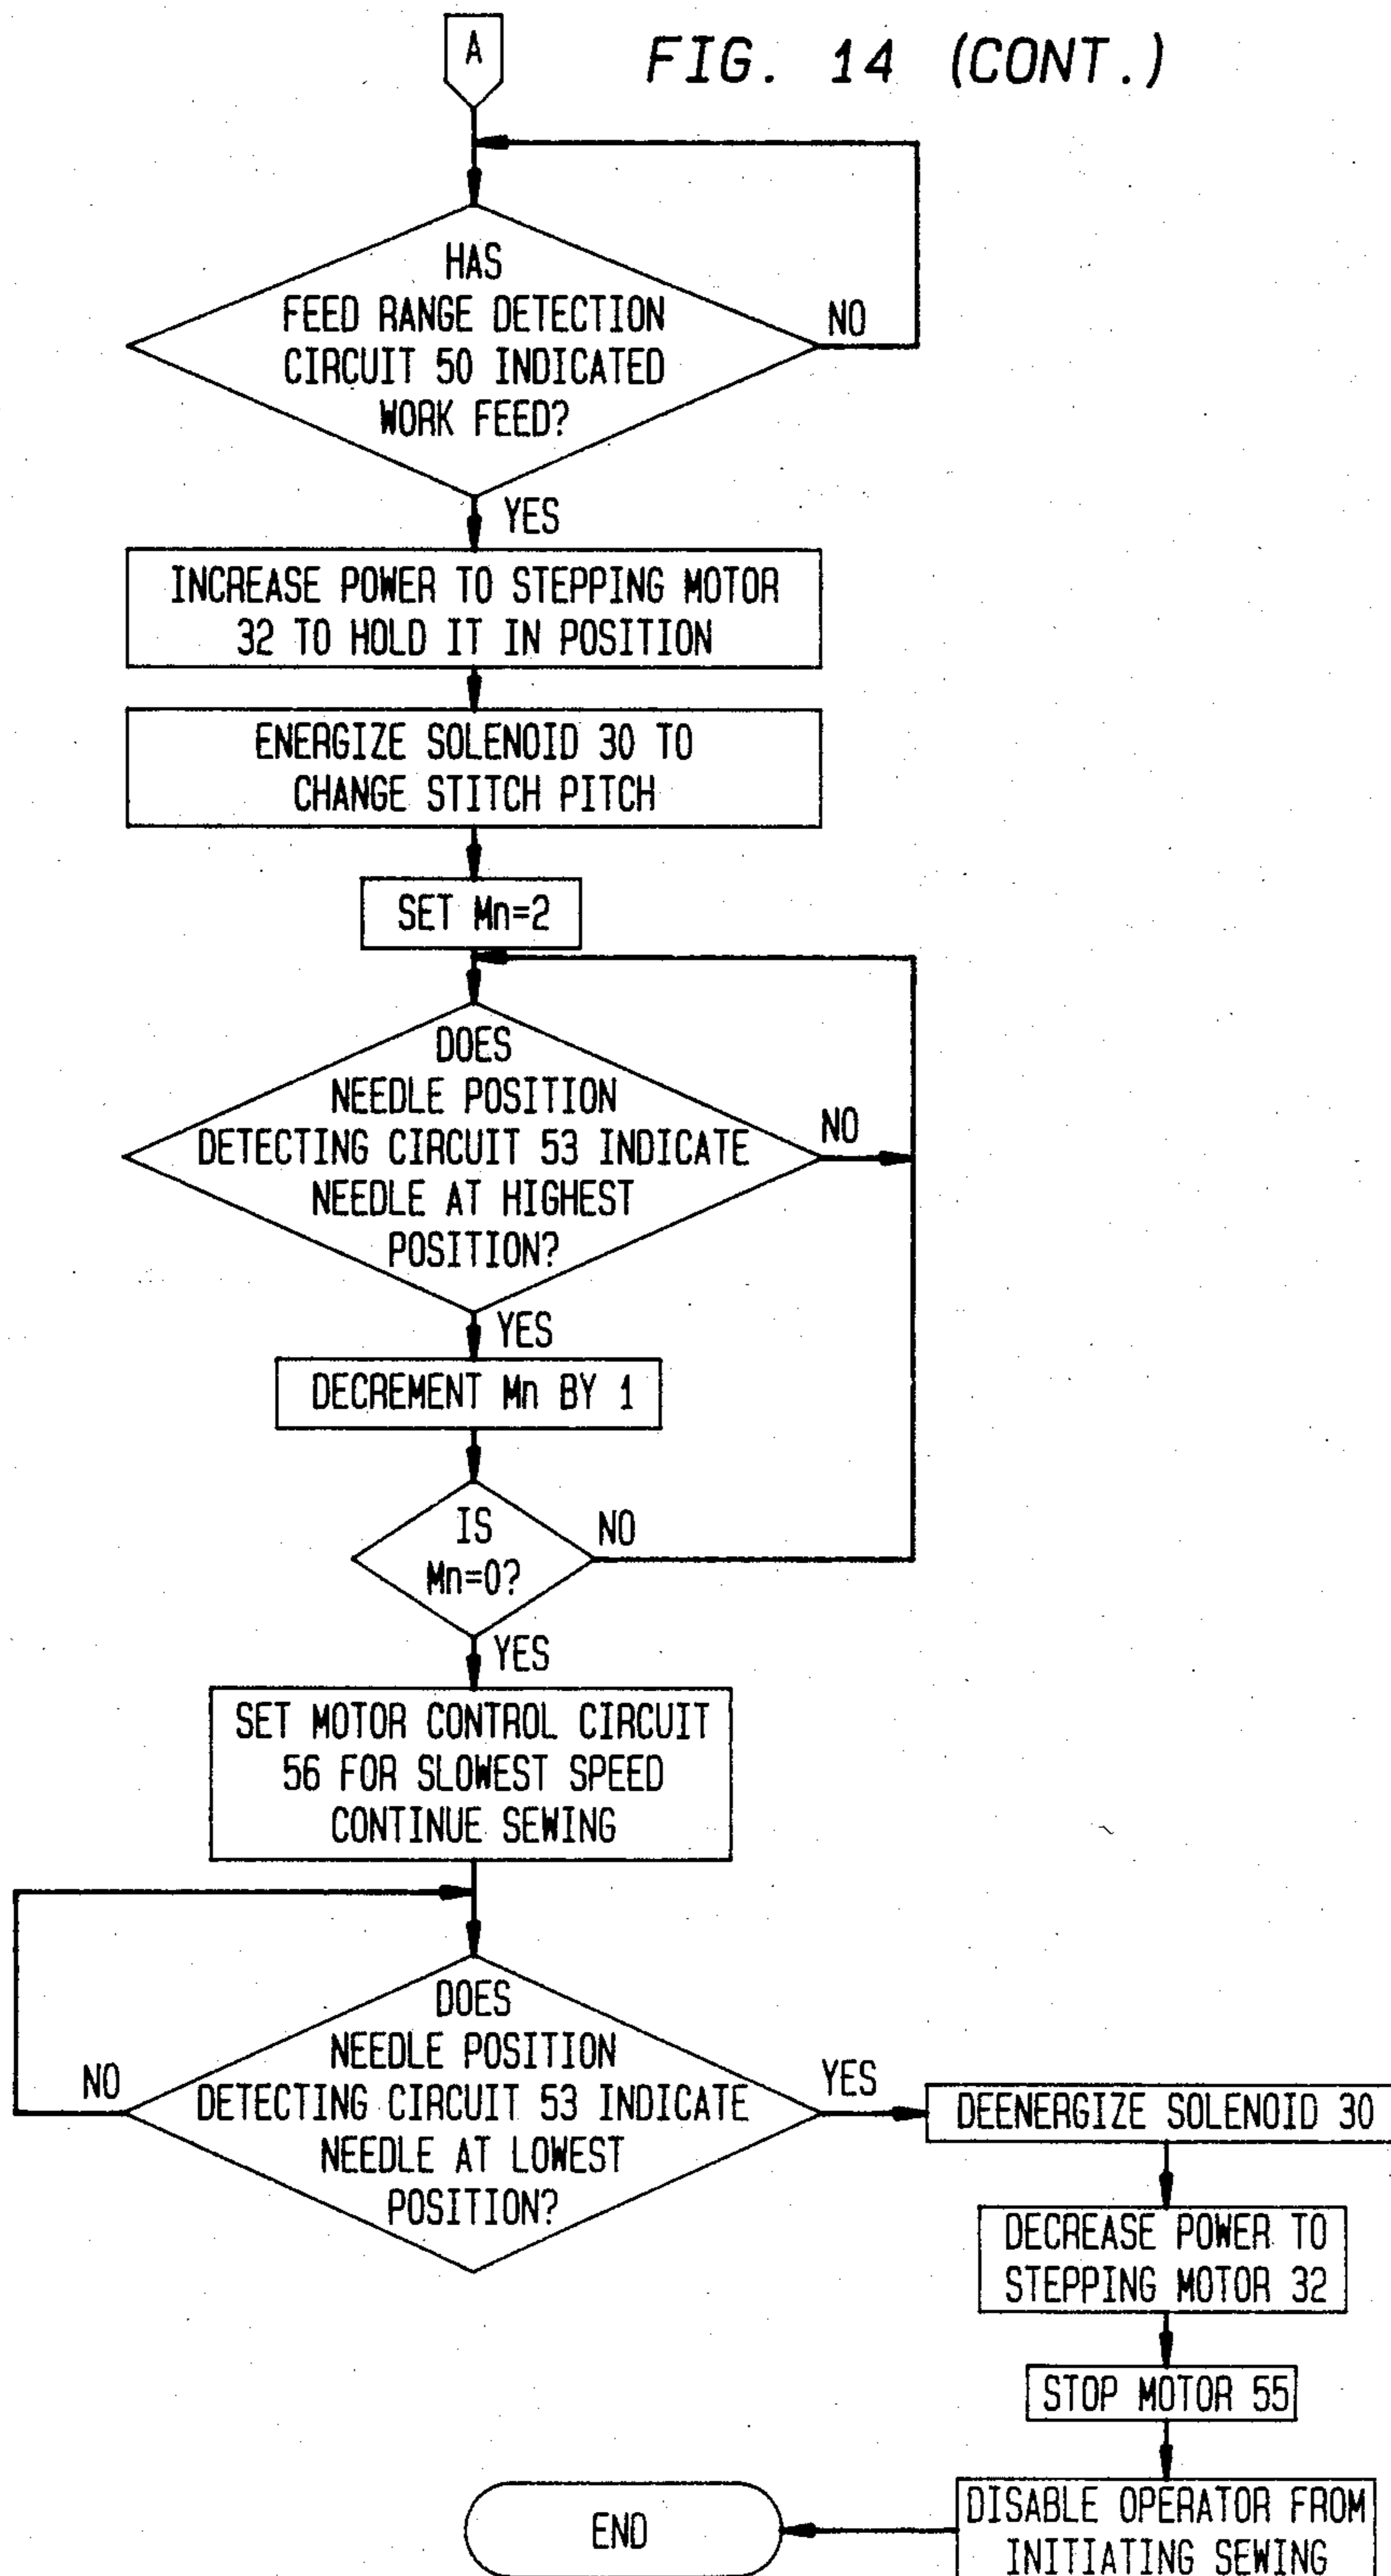 A
FIG. 14 (CONT.)
HAS
FEED RANGE DETECTION
CIRCUIT 50 INDICATED
WORK FEED?
NO
YES
INCREASE POWER TO STEPPING MOTOR
32 TO HOLD IT IN POSITION
ENERGIZE SOLENOID 30 TO
CHANGE STITCH PITCH
SET Mn=2
DOES
NEEDLE POSITION
DETECTING CIRCUIT 53 INDICATE
NEEDLE AT HIGHEST
POSITION?
NO
YES
DECREMENT Mn BY 1
IS
Mn=0?
NO
YES
SET MOTOR CONTROL CIRCUIT
56 FOR SLOWEST SPEED
CONTINUE SEWING
DOES
NEEDLE POSITION
DETECTING CIRCUIT 53 INDICATE
NEEDLE AT LOWEST
POSITION?
NO
YES
DEENERGIZE SOLENOID 30
DECREASE POWER TO
STEPPING MOTOR 32
STOP MOTOR 55
DISABLE OPERATOR FROM
INITIATING SEWING
END